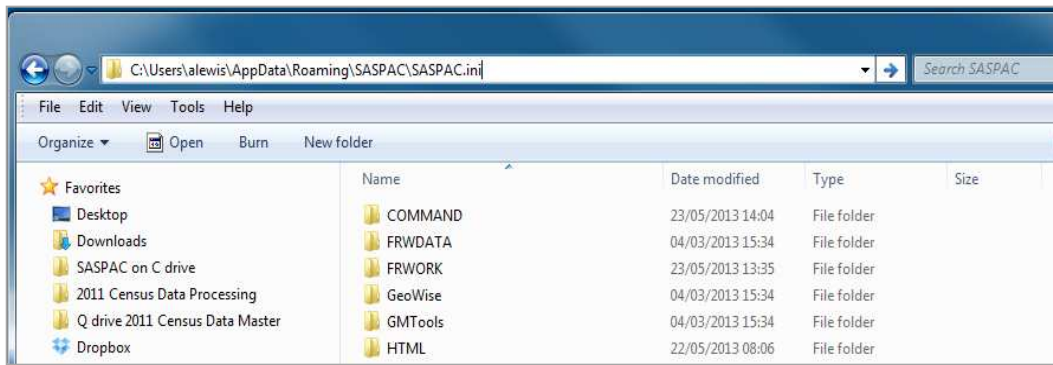 C:\Users\alewis\AppData\Roaming\SASPAC\SASPAC.ini
Search SASPAC
File Edit View Tools Help
Organize Open Burn New folder
Favorites
Desktop
Downloads
SASPAC on C drive
2011 Census Data Processing
Q drive 2011 Census Data Master
Dropbox
Name Date modified Type Size
COMMAND 23/05/2013 14:04 File folder
FRWDATA 04/03/2013 15:34 File folder
FRWORK 23/05/2013 13:35 File folder
GeoWise 04/03/2013 15:34 File folder
GMTools 04/03/2013 15:34 File folder
HTML 22/05/2013 08:06 File folder